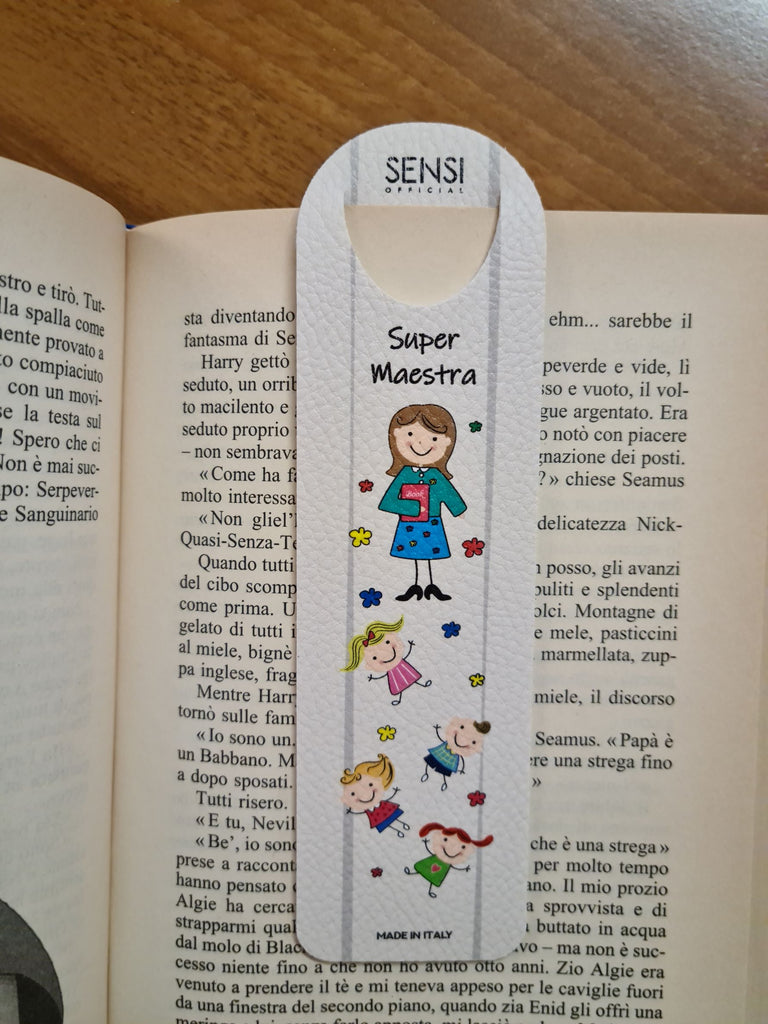 stro e tirò. Tut-
lla spalla come
mente provato a
to compiaciuto
con un movi-
se la testa sul
! Spero che ci
Non è mai suc-
po: Serpever-
e Sanguinario
SENSI
OFFICIAL
Super
Maestra
Book
MADE IN ITALY
sta diventando ehm... sarebbe il
fantasma di Se
Harry gettò peverde e vide, lì
seduto, un orrib sso e vuoto, il vol-
to macilento e gue argentato. Era
seduto proprio o notò con piacere
– non sembrava gnazione dei posti.
«Come ha fa ?» chiese Seamus
molto interessa
«Non gliel' delicatezza Nick-
Quasi-Senza-Te
Quando tutti n posso, gli avanzi
del cibo scomp puliti e splendenti
come prima. U olci. Montagne di
gelato di tutti i e mele, pasticcini
al miele, bignè marmellata, zup-
pa inglese, frag
Mentre Harr miele, il discorso
tornò sulle fam
«Io sono un Seamus. «Papà è
un Babbano. M ere una strega fino
a dopo sposati. »
Tutti risero.
«E tu, Nevil
«Be', io sono che è una strega»
prese a raccont per molto tempo
hanno pensato ano. Il mio prozio
Algie ha cerca a sprovvista e di
strapparmi qual buttato in acqua
dal molo di Blac vo – ma non è suc-
cesso niente fino a che non ho avuto otto anni. Zio Algie era
venuto a prendere il tè e mi teneva appeso per le caviglie fuori
da una finestra del secondo piano, quando zia Enid gli offrì una